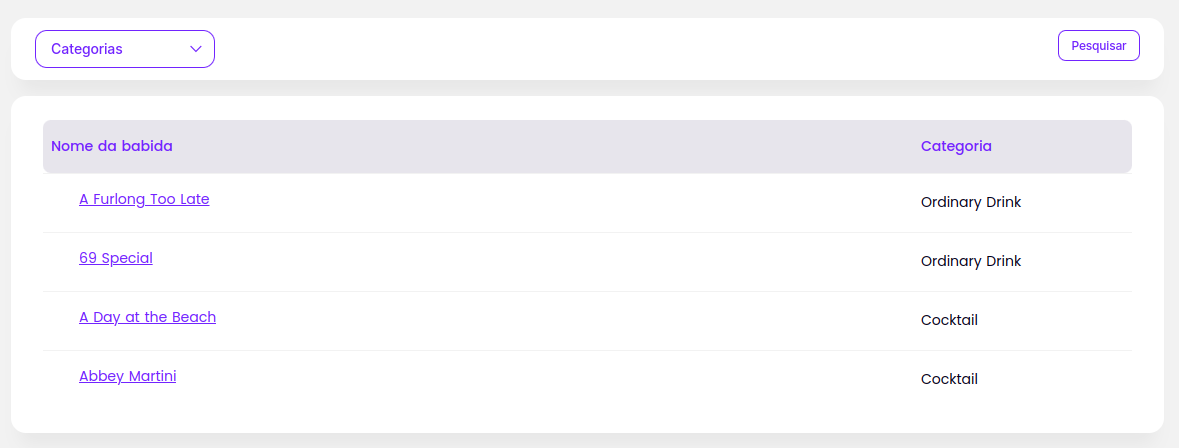 Categorias
Pesquisar
Nome da babida Categoria
A Furlong Too Late Ordinary Drink
69 Special Ordinary Drink
A Day at the Beach Cocktail
Abbey Martini Cocktail